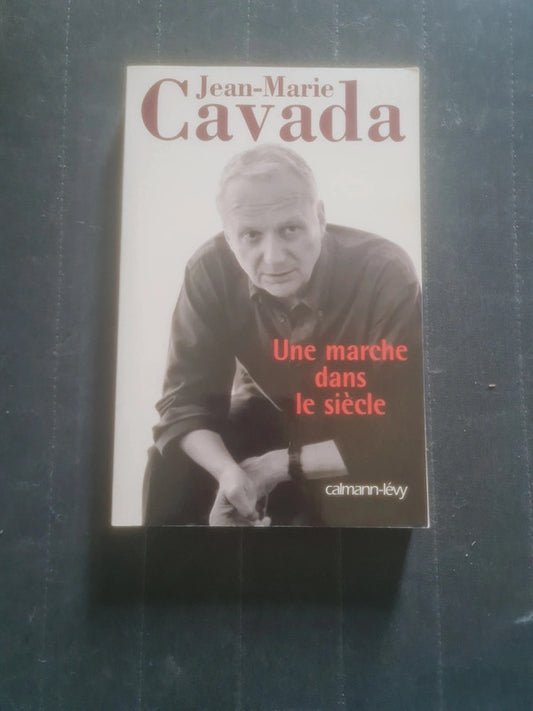 Jean-Marie
Cavada
Une marche
dans
le siècle
calmann-lévy